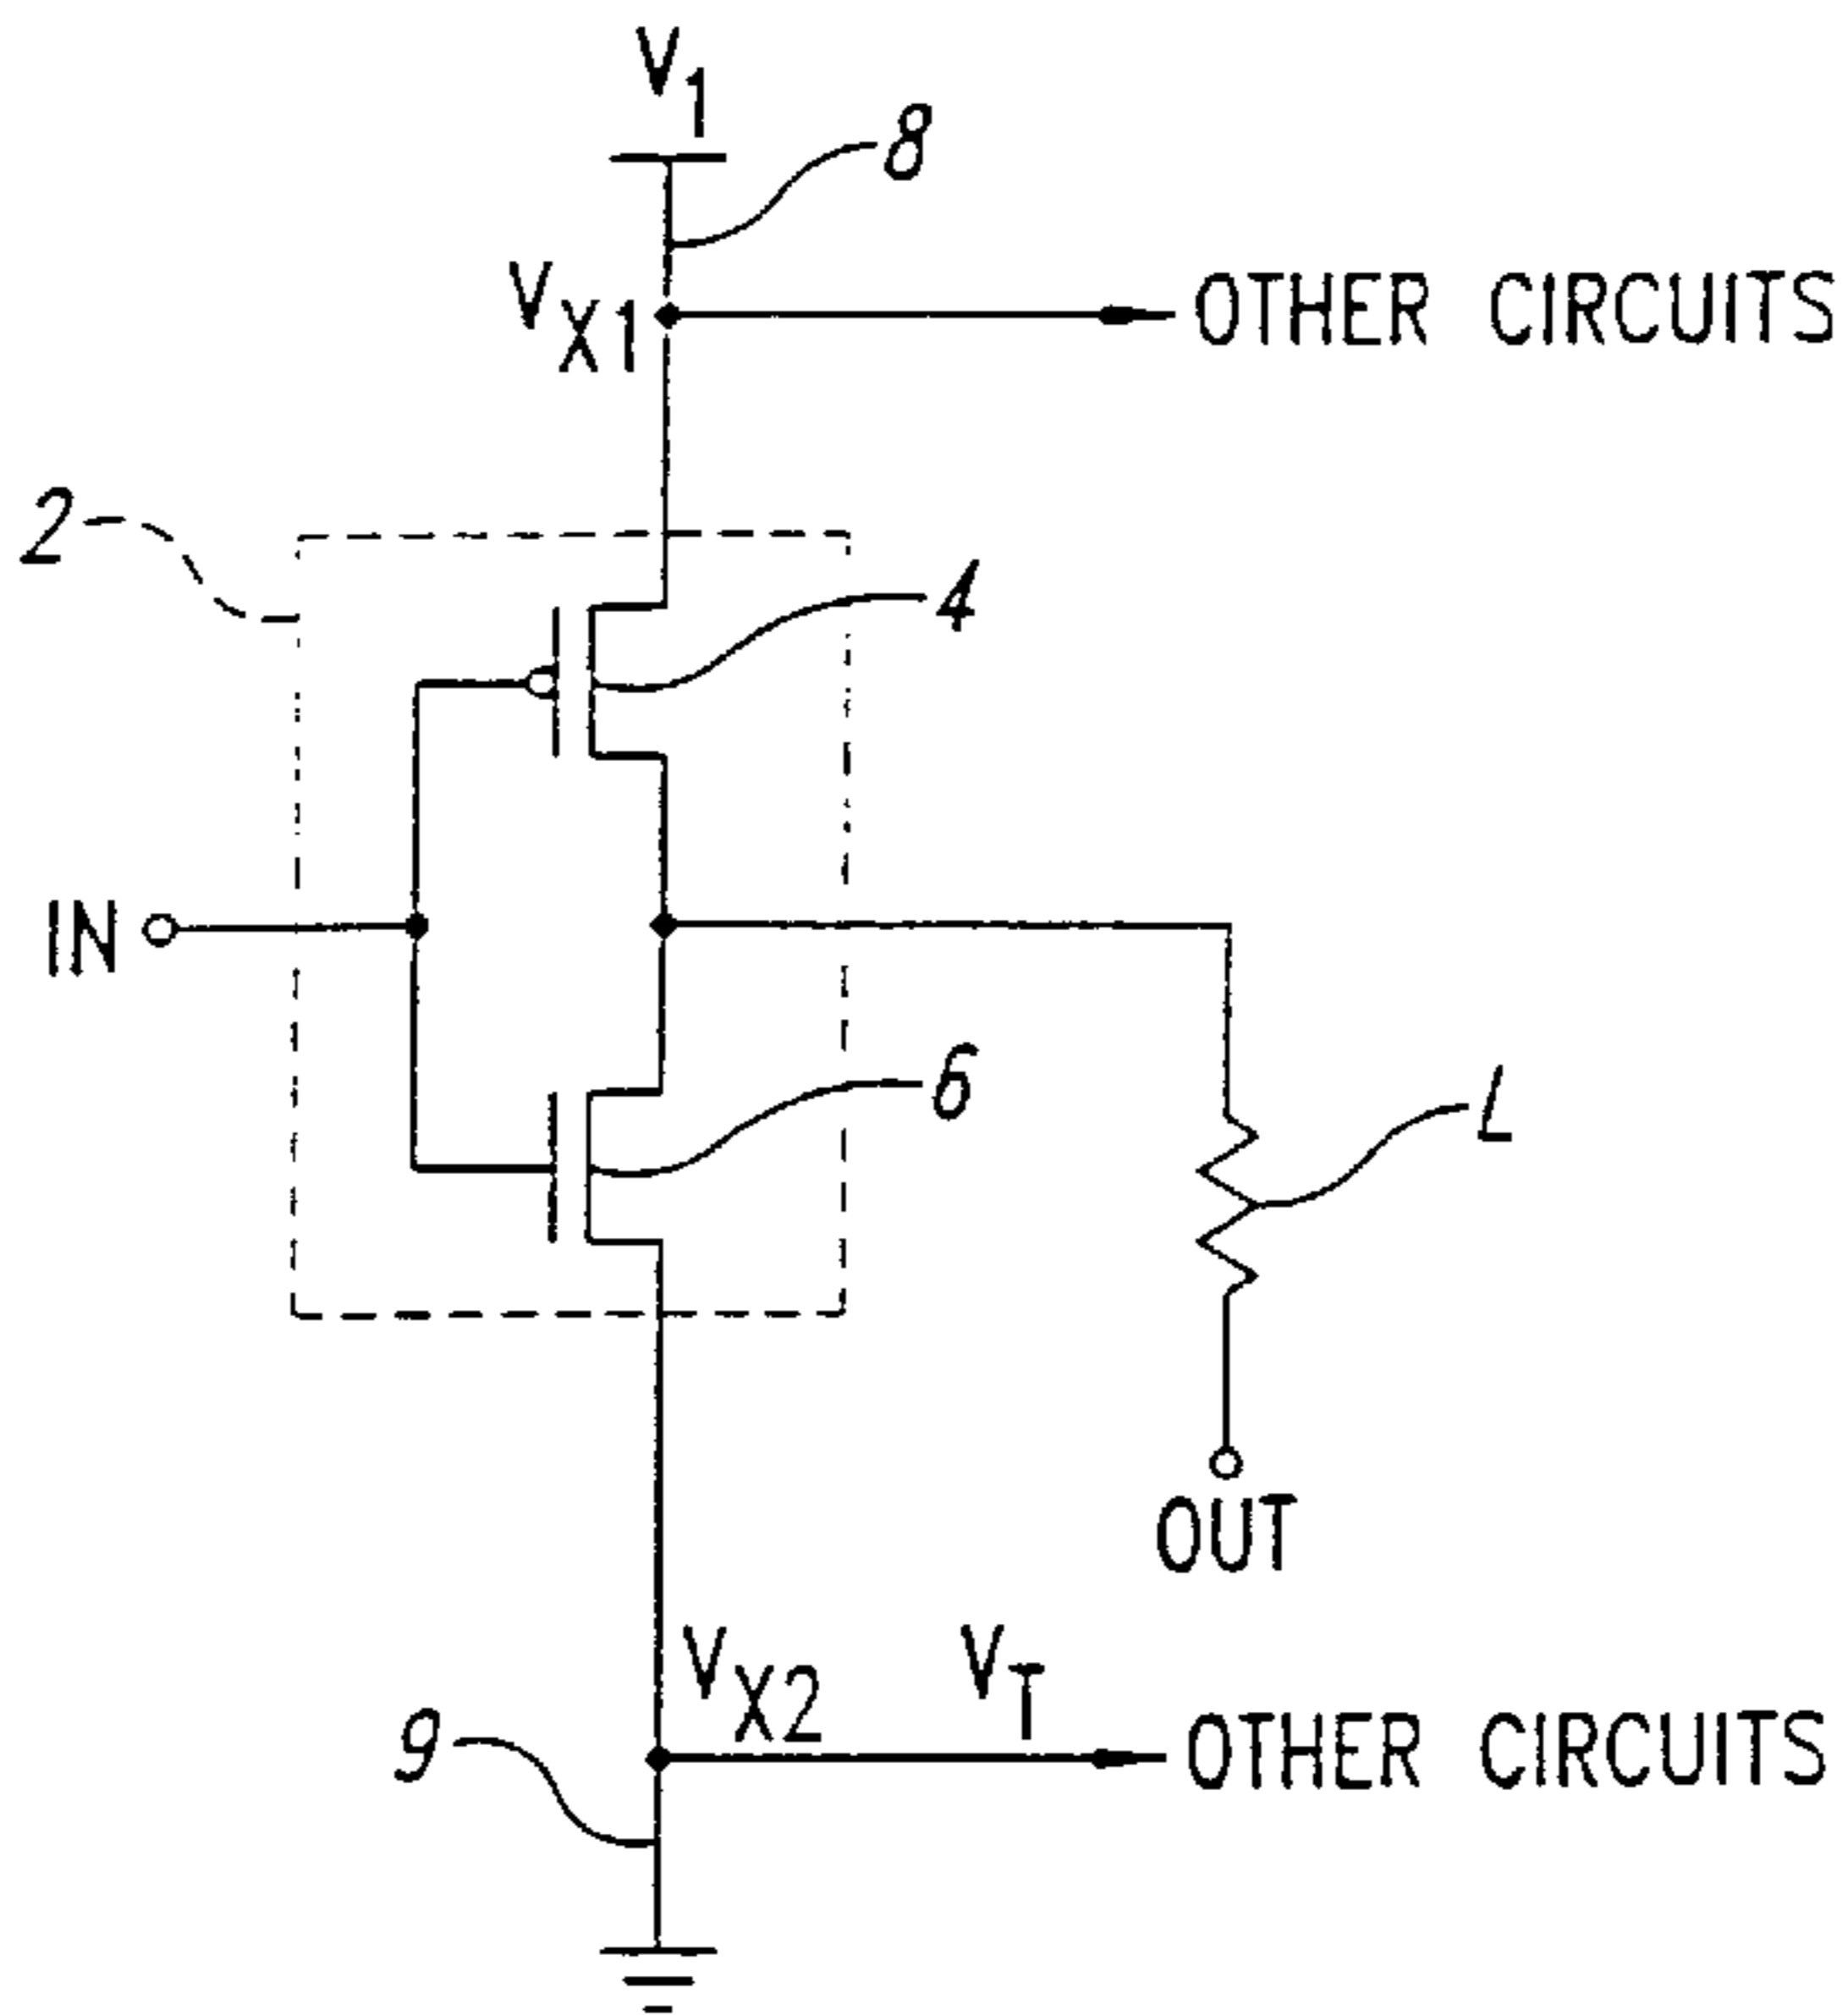 V1
8
VX1
OTHER CIRCUITS
2
4
IN
6
L
OUT
VX2
VT
9
OTHER CIRCUITS